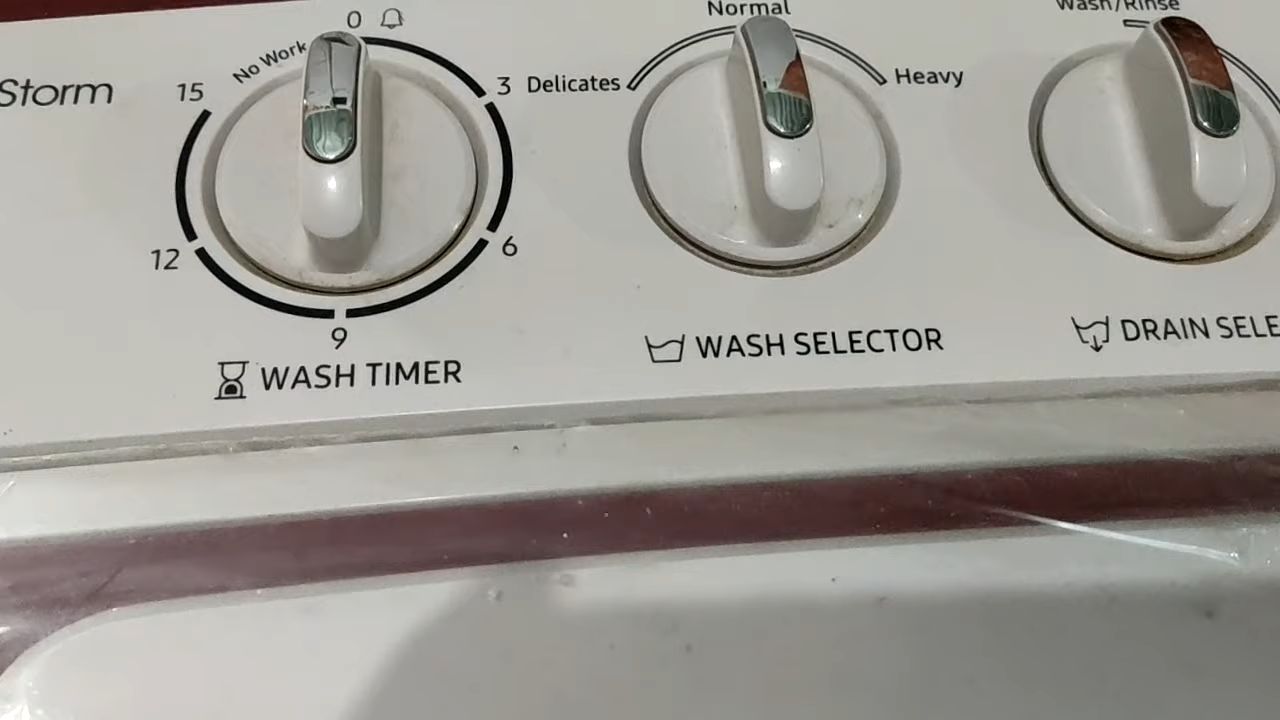 Storm
0
No Work
15
3
12
6
9
WASH TIMER
Normal
Delicates
Heavy
WASH SELECTOR
Wash/Rinse
DRAIN SELE